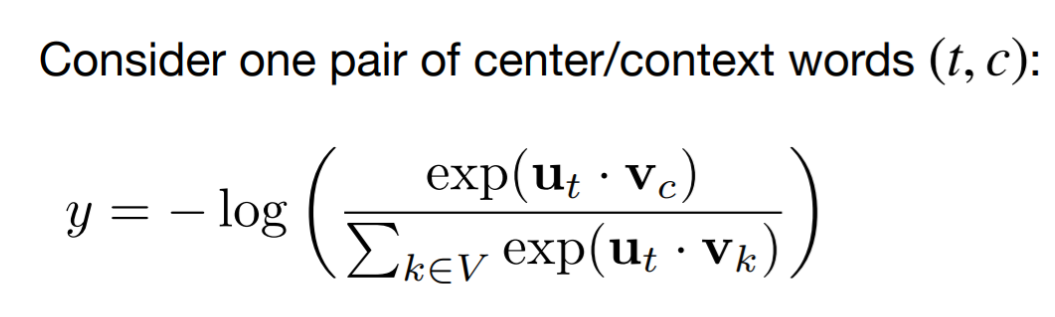 Consider one pair of center/context words (t, c):
y = − log ( exp(u_t · v_c) / ∑_{k∈V} exp(u_t · v_k) )